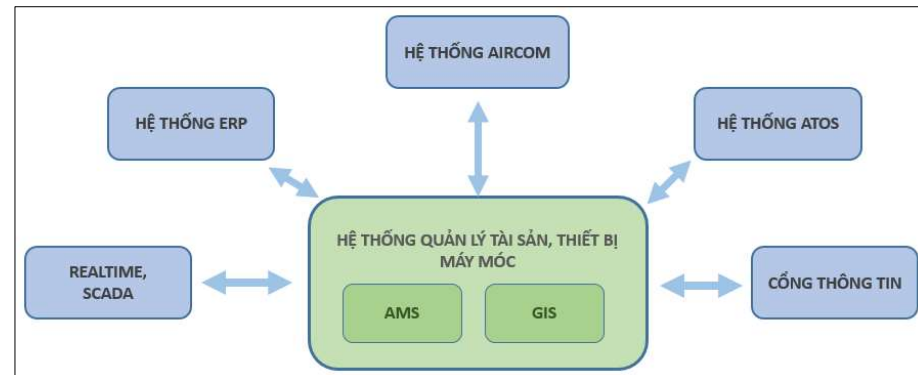 HỆ THỐNG AIRCOM
HỆ THỐNG ERP
HỆ THỐNG ATOS
HỆ THỐNG QUẢN LÝ TÀI SẢN, THIẾT BỊ
MÁY MÓC
REALTIME,
SCADA
AMS
GIS
CỔNG THÔNG TIN